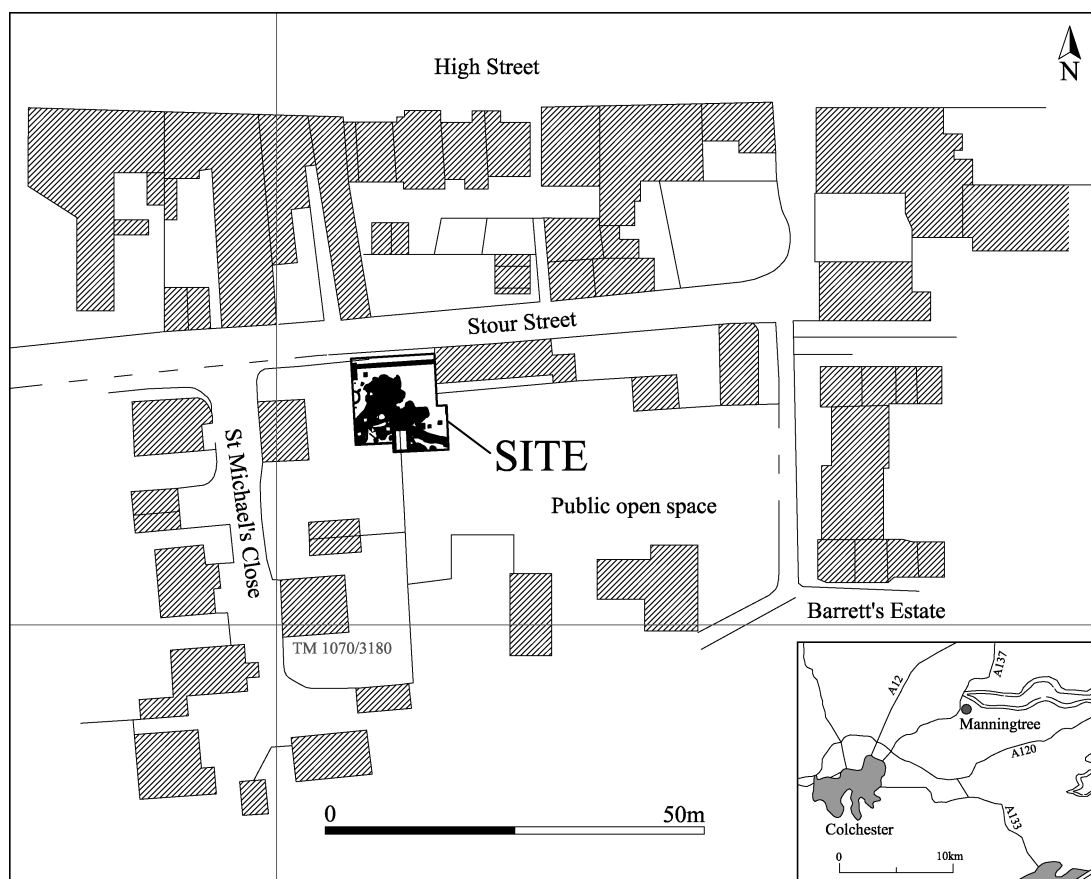 High Street
N
Stour Street
SITE
St Michael's Close
Public open space
Barrett's Estate
TM 1070/3180
0 50m
A12
A137
Manningtree
A120
Colchester
A133
0 10km